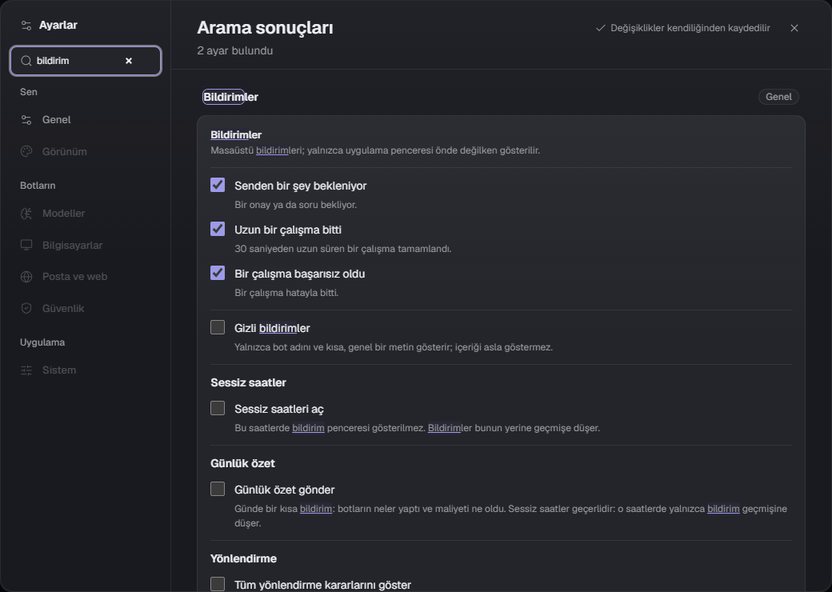 Ayarlar
bildirim
Sen
Genel
Görünüm
Botların
Modeller
Bilgisayarlar
Posta ve web
Güvenlik
Uygulama
Sistem
Arama sonuçları
2 ayar bulundu
Değişiklikler kendiliğinden kaydedilir
Bildirimler
Genel
Bildirimler
Masaüstü bildirimleri; yalnızca uygulama penceresi önde değilken gösterilir.
Senden bir şey bekleniyor
Bir onay ya da soru bekliyor.
Uzun bir çalışma bitti
30 saniyeden uzun süren bir çalışma tamamlandı.
Bir çalışma başarısız oldu
Bir çalışma hatayla bitti.
Gizli bildirimler
Yalnızca bot adını ve kısa, genel bir metin gösterir; içeriği asla göstermez.
Sessiz saatler
Sessiz saatleri aç
Bu saatlerde bildirim penceresi gösterilmez. Bildirimler bunun yerine geçmişe düşer.
Günlük özet
Günlük özet gönder
Günde bir kısa bildirim: botların neler yaptı ve maliyeti ne oldu. Sessiz saatler geçerlidir: o saatlerde yalnızca bildirim geçmişine
düşer.
Yönlendirme
Tüm yönlendirme kararlarını göster